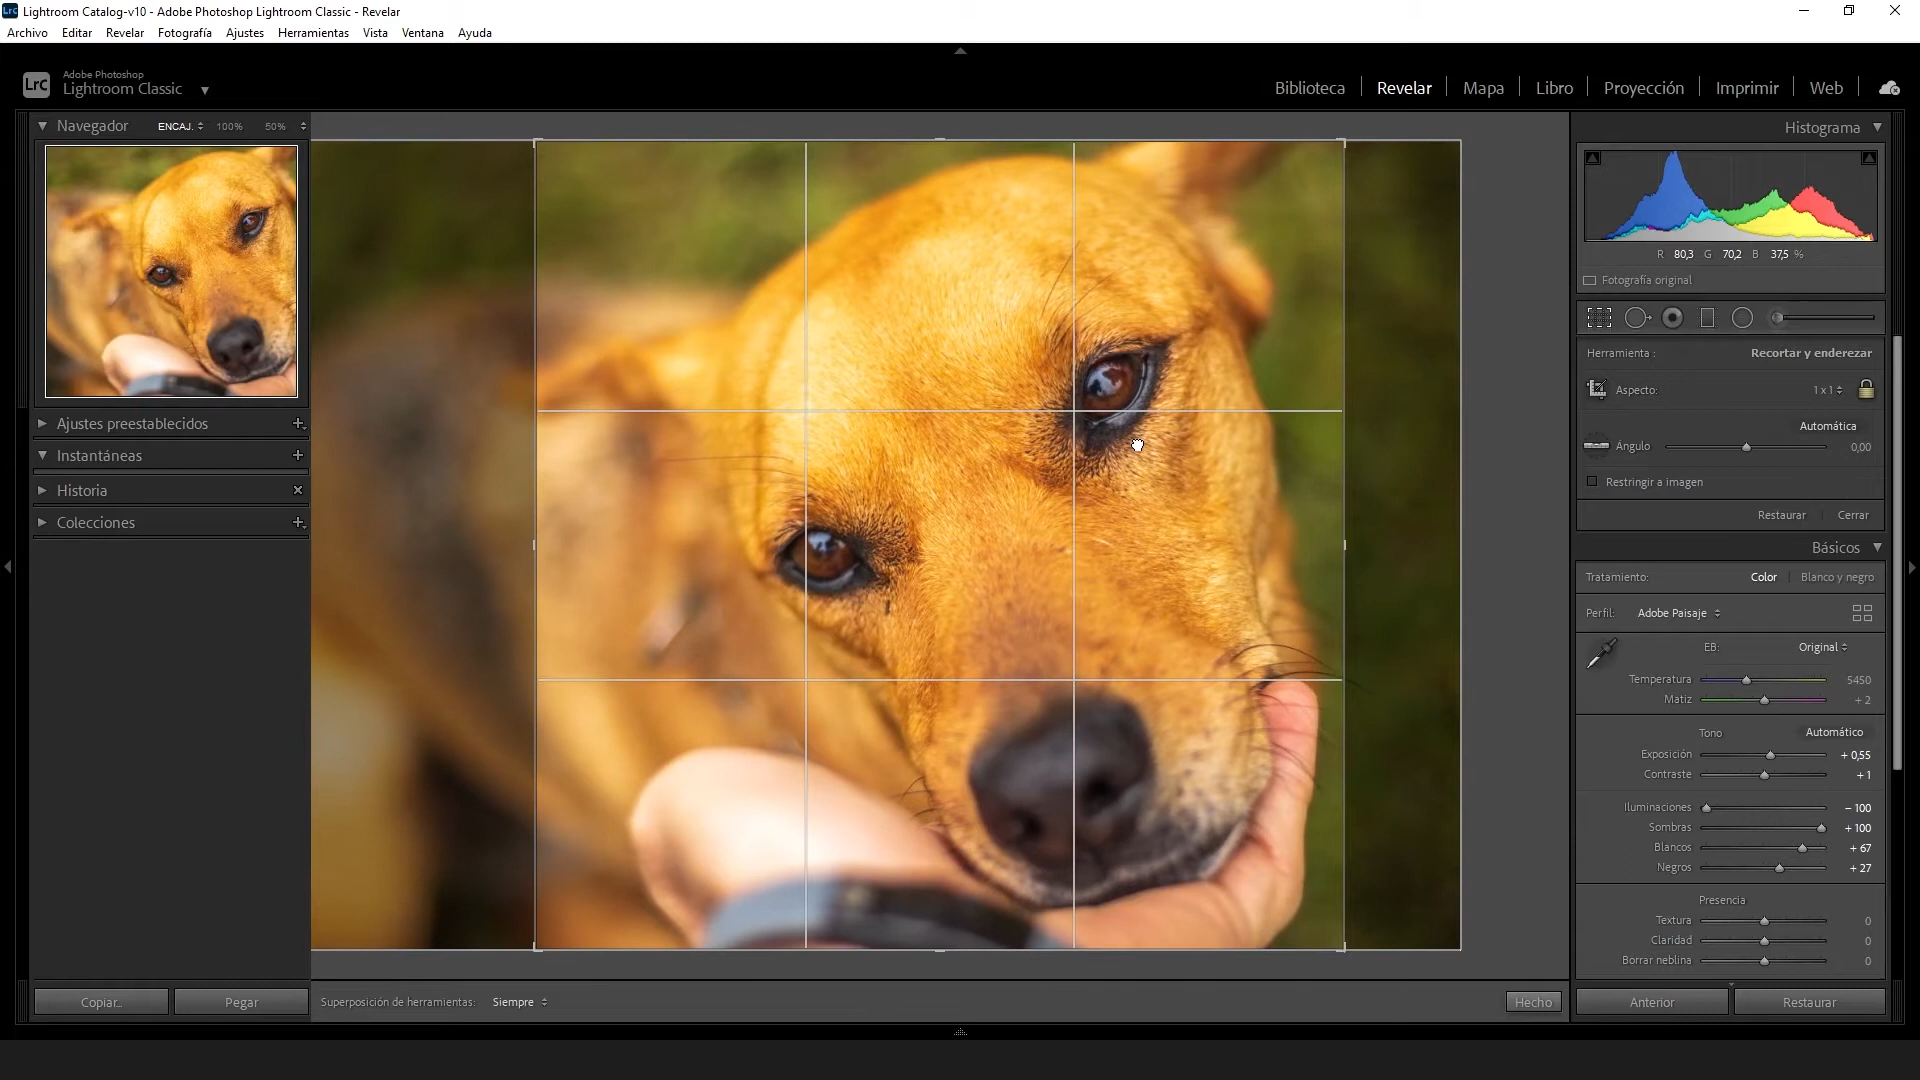 Lrc Lightroom Catalog-v10 - Adobe Photoshop Lightroom Classic - Revelar
Archivo Editar Revelar Fotografía Ajustes Herramientas Vista Ventana Ayuda
LrC Adobe Photoshop
Lightroom Classic
Biblioteca Revelar Mapa Libro Proyección Imprimir Web
Navegador ENCAJ. 100% 50%
Ajustes preestablecidos
Instantáneas
Historia
Colecciones
Copiar...
Pegar
Superposición de herramientas: Siempre
Hecho
Histograma
R 80,3 G 70,2 B 37,5 %
Fotografía original
Herramienta : Recortar y enderezar
Aspecto: 1 x 1
Automática
Ángulo 0,00
Restringir a imagen
Restaurar Cerrar
Básicos
Tratamiento: Color Blanco y negro
Perfil: Adobe Paisaje
EB: Original
Temperatura 5450
Matiz + 2
Tono Automático
Exposición + 0,55
Contraste + 1
Iluminaciones – 100
Sombras + 100
Blancos + 67
Negros + 27
Presencia
Textura 0
Claridad 0
Borrar neblina 0
Anterior
Restaurar